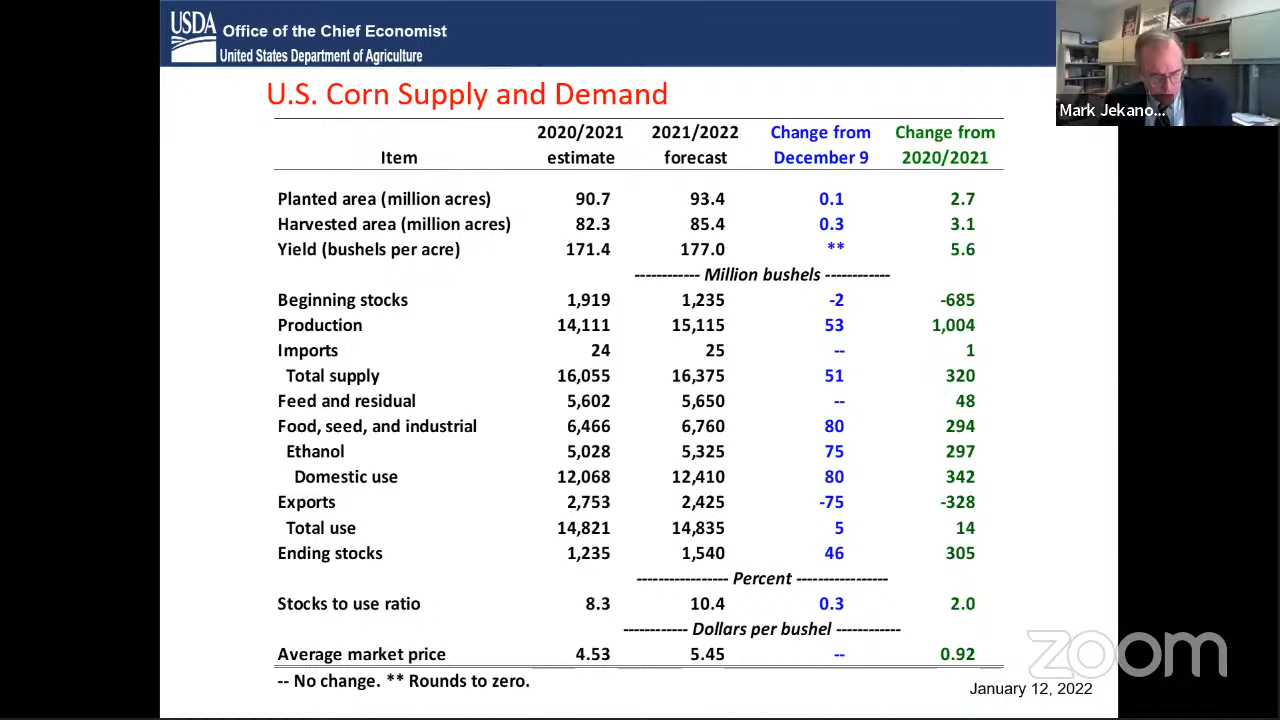 USDA Office of the Chief Economist
United States Department of Agriculture
Mark Jekano...
U.S. Corn Supply and Demand
Item 2020/2021 estimate 2021/2022 forecast Change from December 9 Change from 2020/2021
Planted area (million acres) 90.7 93.4 0.1 2.7
Harvested area (million acres) 82.3 85.4 0.3 3.1
Yield (bushels per acre) 171.4 177.0 ** 5.6
------------ Million bushels ------------
Beginning stocks 1,919 1,235 -2 -685
Production 14,111 15,115 53 1,004
Imports 24 25 -- 1
Total supply 16,055 16,375 51 320
Feed and residual 5,602 5,650 -- 48
Food, seed, and industrial 6,466 6,760 80 294
Ethanol 5,028 5,325 75 297
Domestic use 12,068 12,410 80 342
Exports 2,753 2,425 -75 -328
Total use 14,821 14,835 5 14
Ending stocks 1,235 1,540 46 305
----------------- Percent -----------------
Stocks to use ratio 8.3 10.4 0.3 2.0
------------ Dollars per bushel ------------
Average market price 4.53 5.45 -- 0.92
-- No change. ** Rounds to zero.
zoom
January 12, 2022